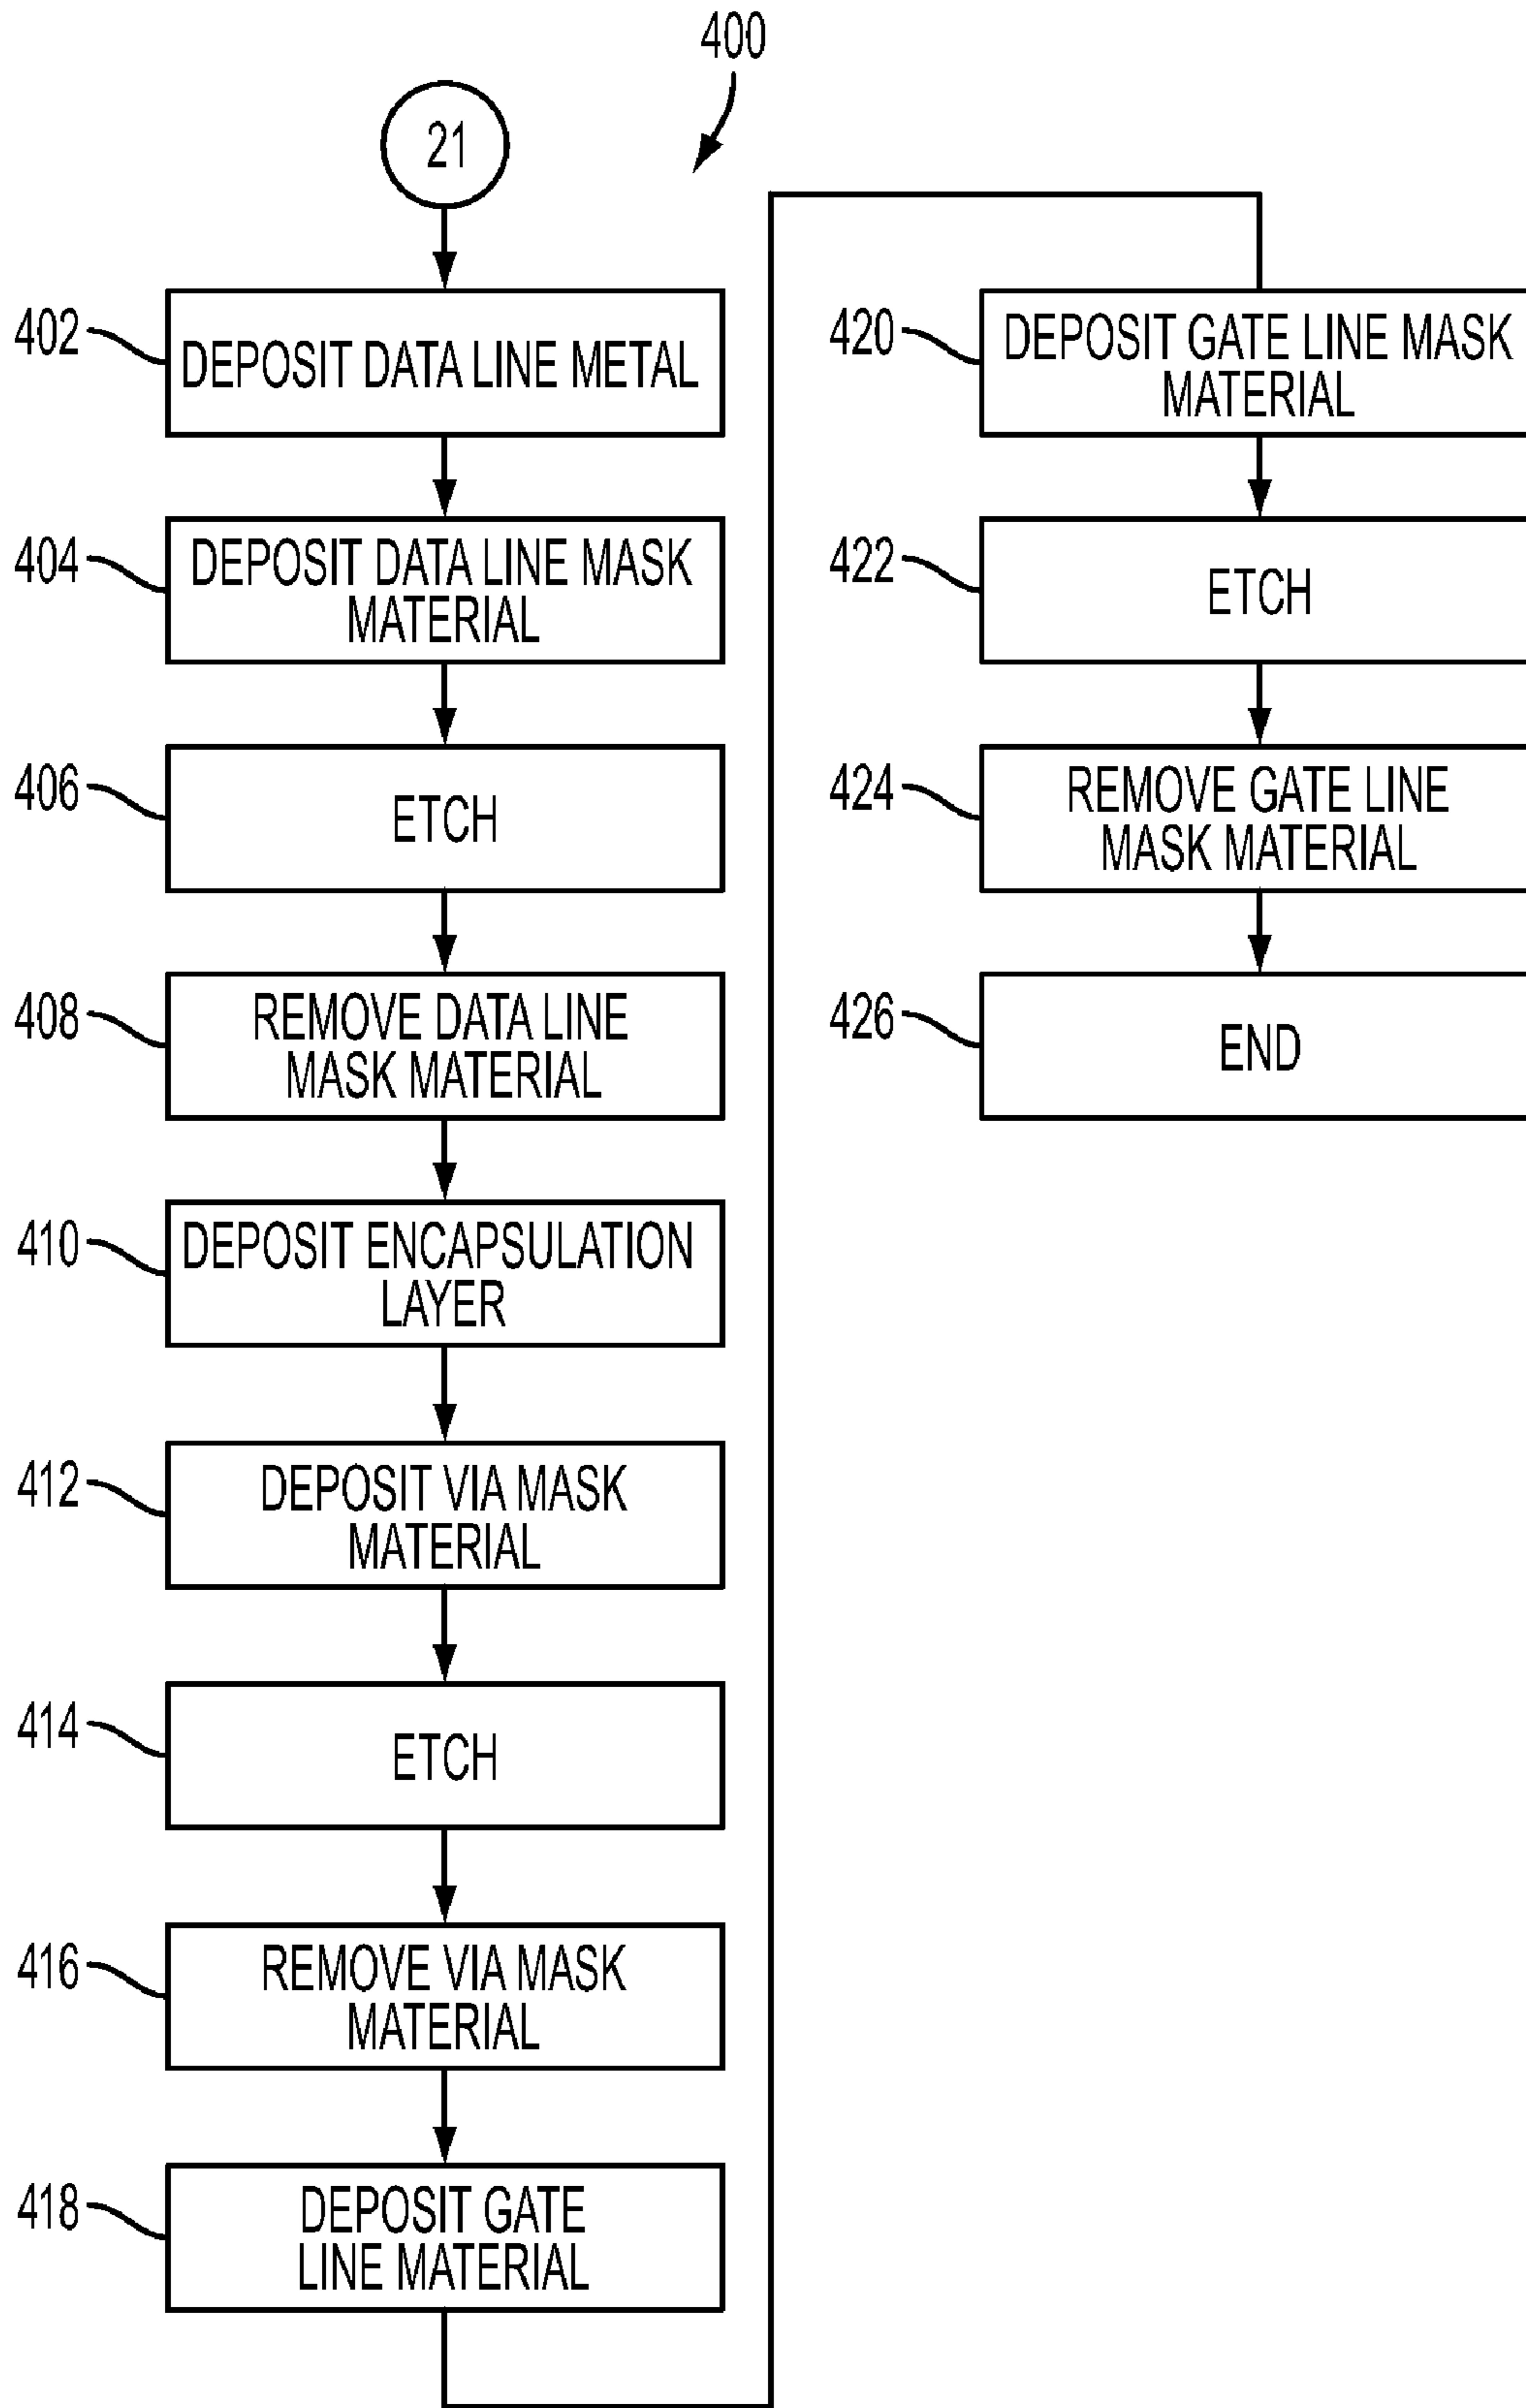 400
21
402
DEPOSIT DATA LINE METAL
404
DEPOSIT DATA LINE MASK
MATERIAL
406
ETCH
408
REMOVE DATA LINE
MASK MATERIAL
410
DEPOSIT ENCAPSULATION
LAYER
412
DEPOSIT VIA MASK
MATERIAL
414
ETCH
416
REMOVE VIA MASK
MATERIAL
418
DEPOSIT GATE
LINE MATERIAL
420
DEPOSIT GATE LINE MASK
MATERIAL
422
ETCH
424
REMOVE GATE LINE
MASK MATERIAL
426
END